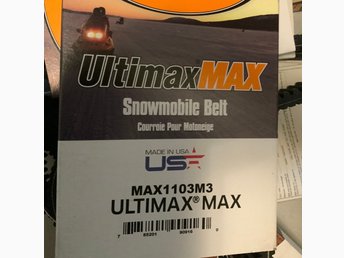 UltimaxMAX
Snowmobile Belt
Courroie Pour Motoneige
MADE IN USA
USA
MAX1103M3
ULTIMAX® MAX